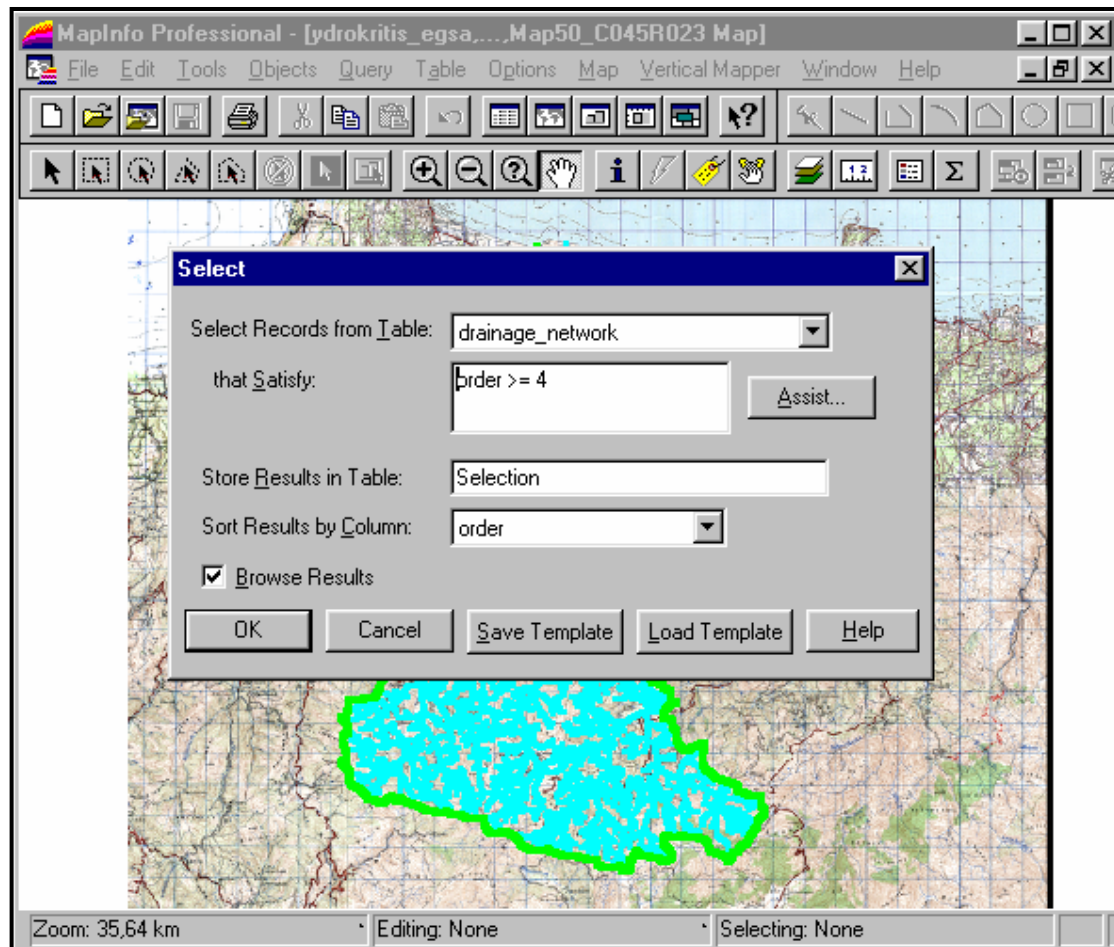 MapInfo Professional - [ydrokritis_egsa,...,Map50_C045R023 Map]
File Edit Tools Objects Query Table Options Map Vertical Mapper Window Help
1 2
Select
Select Records from Table: drainage_network
that Satisfy: order >= 4
Assist...
Store Results in Table: Selection
Sort Results by Column: order
Browse Results
OK Cancel Save Template Load Template Help
Zoom: 35,64 km Editing: None Selecting: None